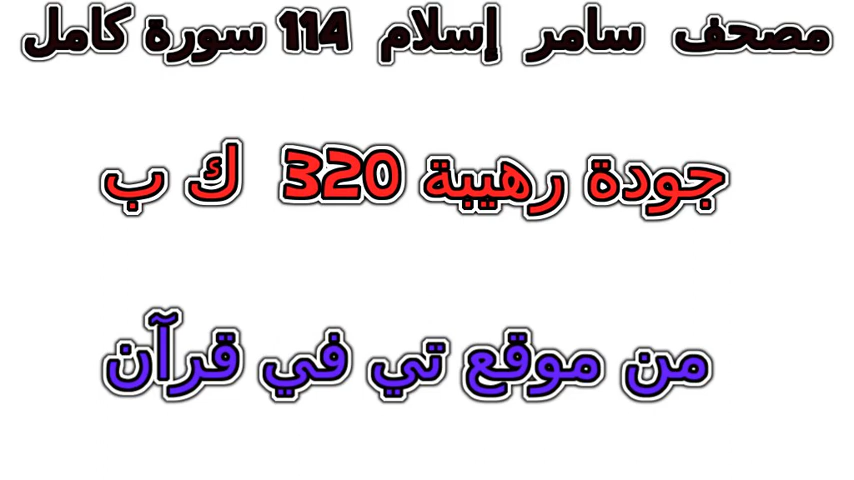 مصحف سامر إسلام 114 سورة كامل
جودة رهيبة 320 ك ب
من موقع تي في قرآن